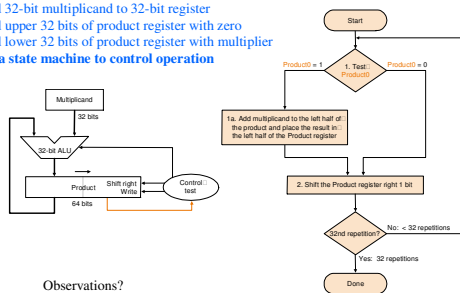 32-bit multiplicand to 32-bit register
upper 32 bits of product register with zero
lower 32 bits of product register with multiplier
a state machine to control operation
Multiplicand
32 bits
32-bit ALU
Product
Shift right
Write
64 bits
Control
test
Observations?
Start
1. Test
Product0
Product0 = 1
Product0 = 0
1a. Add multiplicand to the left half of
the product and place the result in
the left half of the Product register
2. Shift the Product register right 1 bit
32nd repetition?
No: < 32 repetitions
Yes: 32 repetitions
Done